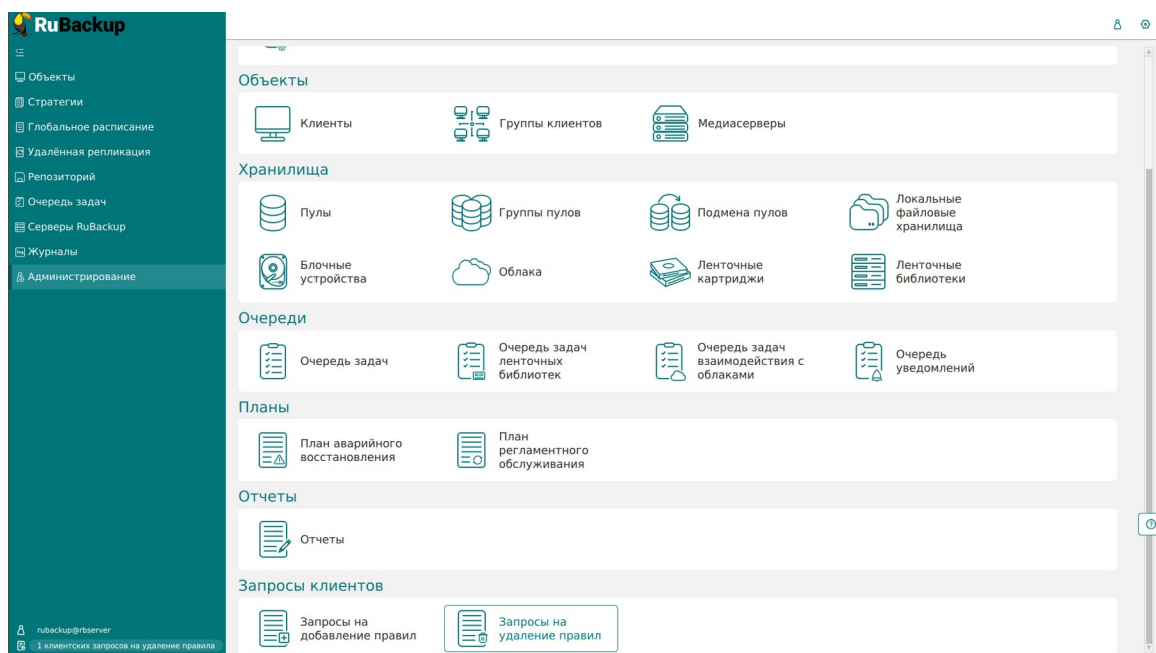 RuBackup
Объекты
Стратегии
Глобальное расписание
Удалённая репликация
Репозиторий
Очередь задач
Серверы RuBackup
Журналы
Администрирование
rubackup@rbserver
1 клиентских запросов на удаление правила
Объекты
Клиенты
Группы клиентов
Медиасерверы
Хранилища
Пулы
Группы пулов
Подмена пулов
Локальные
файловые
хранилища
Блочные
устройства
Облака
Ленточные
картриджи
Ленточные
библиотеки
Очереди
Очередь задач
Очередь задач
ленточных
библиотек
Очередь задач
взаимодействия с
облаками
Очередь
уведомлений
Планы
План аварийного
восстановления
План
регламентного
обслуживания
Отчеты
Отчеты
Запросы клиентов
Запросы на
добавление правил
Запросы на
удаление правил